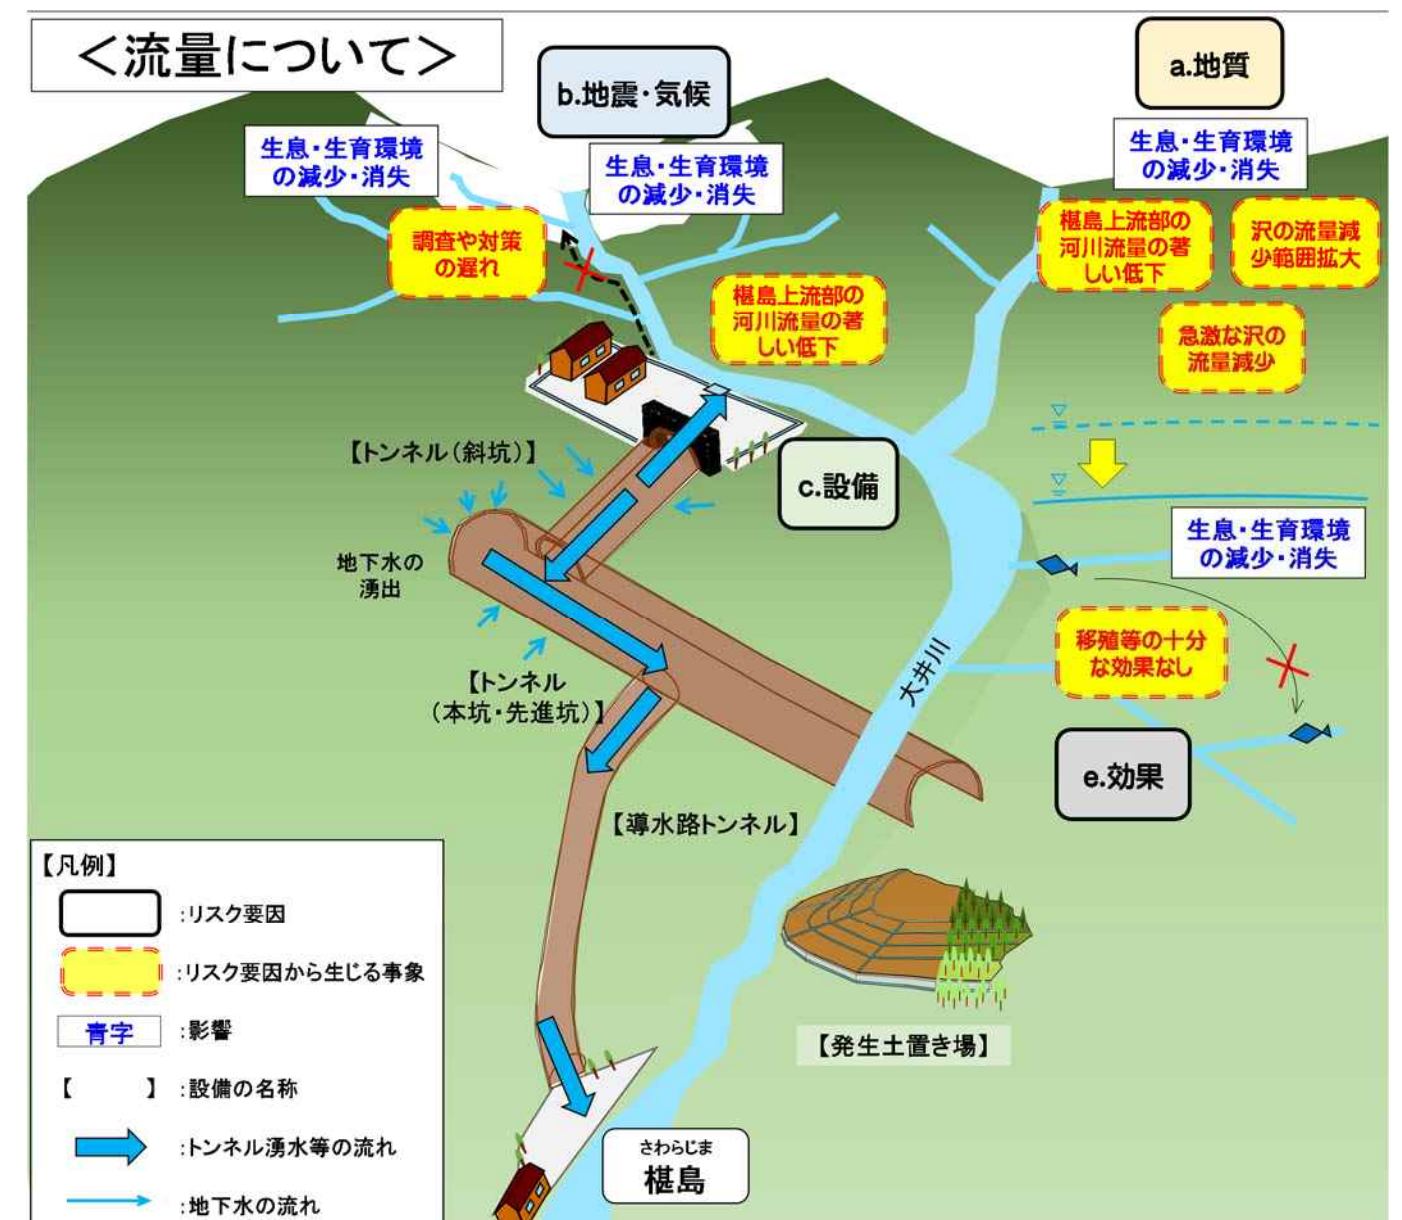 <流量について>
b.地震・気候
a.地質
生息・生育環境
の減少・消失
生息・生育環境
の減少・消失
生息・生育環境
の減少・消失
調査や対策
の遅れ
椹島上流部の
河川流量の著
しい低下
椹島上流部の
河川流量の著
しい低下
沢の流量減
少範囲拡大
急激な沢の
流量減少
【トンネル(斜坑)】
c.設備
地下水の
湧出
生息・生育環境
の減少・消失
【トンネル
(本坑・先進坑)】
大井川
移殖等の十分
な効果なし
e.効果
【導水路トンネル】
【発生土置き場】
さわらじま
椹島
【凡例】
:リスク要因
:リスク要因から生じる事象
青字 :影響
【 】 :設備の名称
:トンネル湧水等の流れ
:地下水の流れ